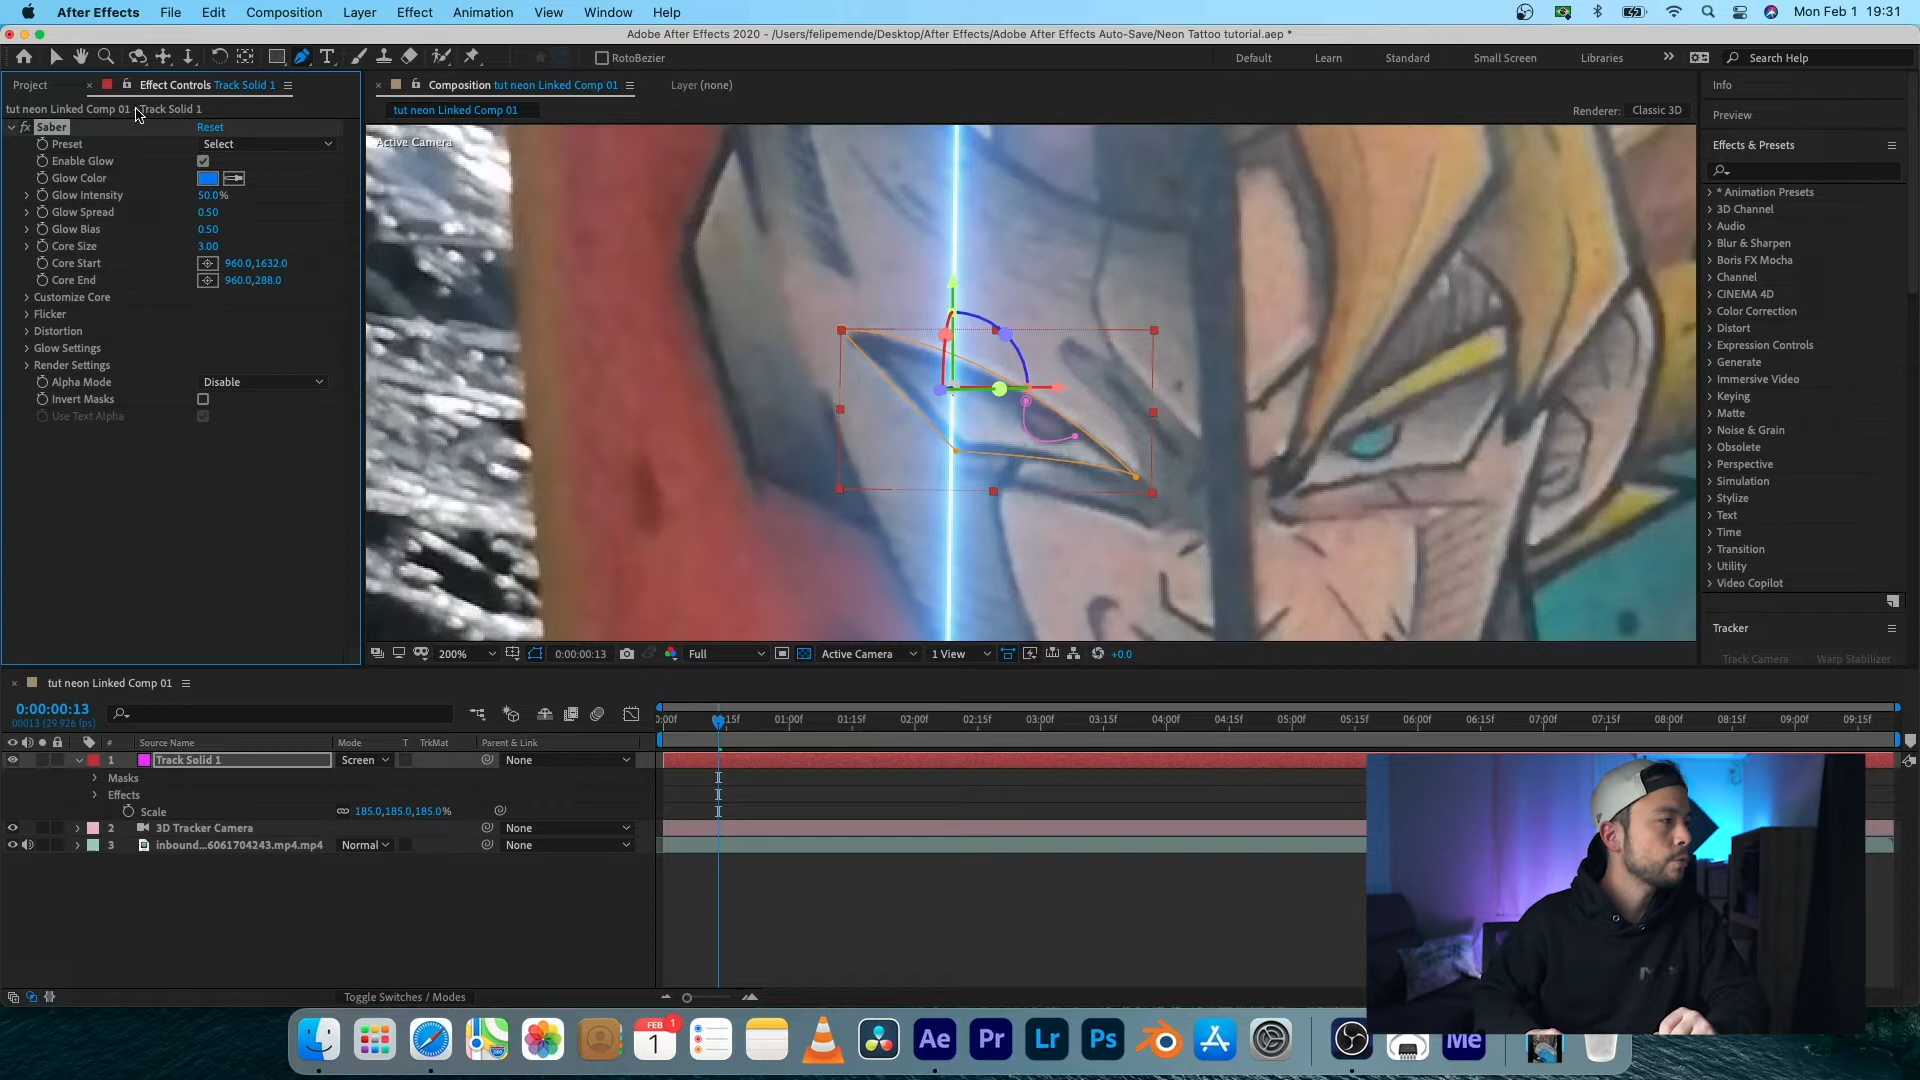 After Effects File Edit Composition Layer Effect Animation View Window Help Mon Feb 1 19:31
Adobe After Effects 2020 - /Users/felipemende/Desktop/After Effects/Adobe After Effects Auto-Save/Neon Tattoo tutorial.aep *
RotoBezier Default Learn Standard Small Screen Libraries Search Help
Project Effect Controls Track Solid 1 Composition tut neon Linked Comp 01 Layer (none) Info
tut neon Linked Comp 01 Track Solid 1 tut neon Linked Comp 01 Renderer: Classic 3D Preview
fx Saber Reset
Preset Select
Enable Glow
Glow Color
Glow Intensity 50.0%
Glow Spread 0.50
Glow Bias 0.50
Core Size 3.00
Core Start 960.0,1632.0
Core End 960.0,288.0
Customize Core
Flicker
Distortion
Glow Settings
Render Settings
Alpha Mode Disable
Invert Masks
Use Text Alpha
Active Camera
Effects & Presets
* Animation Presets
3D Channel
Audio
Blur & Sharpen
Boris FX Mocha
Channel
CINEMA 4D
Color Correction
Distort
Expression Controls
Generate
Immersive Video
Keying
Matte
Noise & Grain
Obsolete
Perspective
Simulation
Stylize
Text
Time
Transition
Utility
Video Copilot
Tracker
Track Camera Warp Stabilizer
200% 0:00:00:13 Full Active Camera 1 View +0.0
tut neon Linked Comp 01
0:00:00:13
00013 (29.926 fps)
:00f 15f 01:00f 01:15f 02:00f 02:15f 03:00f 03:15f 04:00f 04:15f 05:00f 05:15f 06:00f 06:15f 07:00f 07:15f 08:00f 08:15f 09:00f 09:15f
# Source Name Mode T TrkMat Parent & Link
1 Track Solid 1 Screen None
Masks
Effects
Scale 185.0,185.0,185.0%
2 3D Tracker Camera None
3 inbound...6061704243.mp4.mp4 Normal None
Toggle Switches / Modes
FEB 1
1
Ae Pr Lr Ps Me